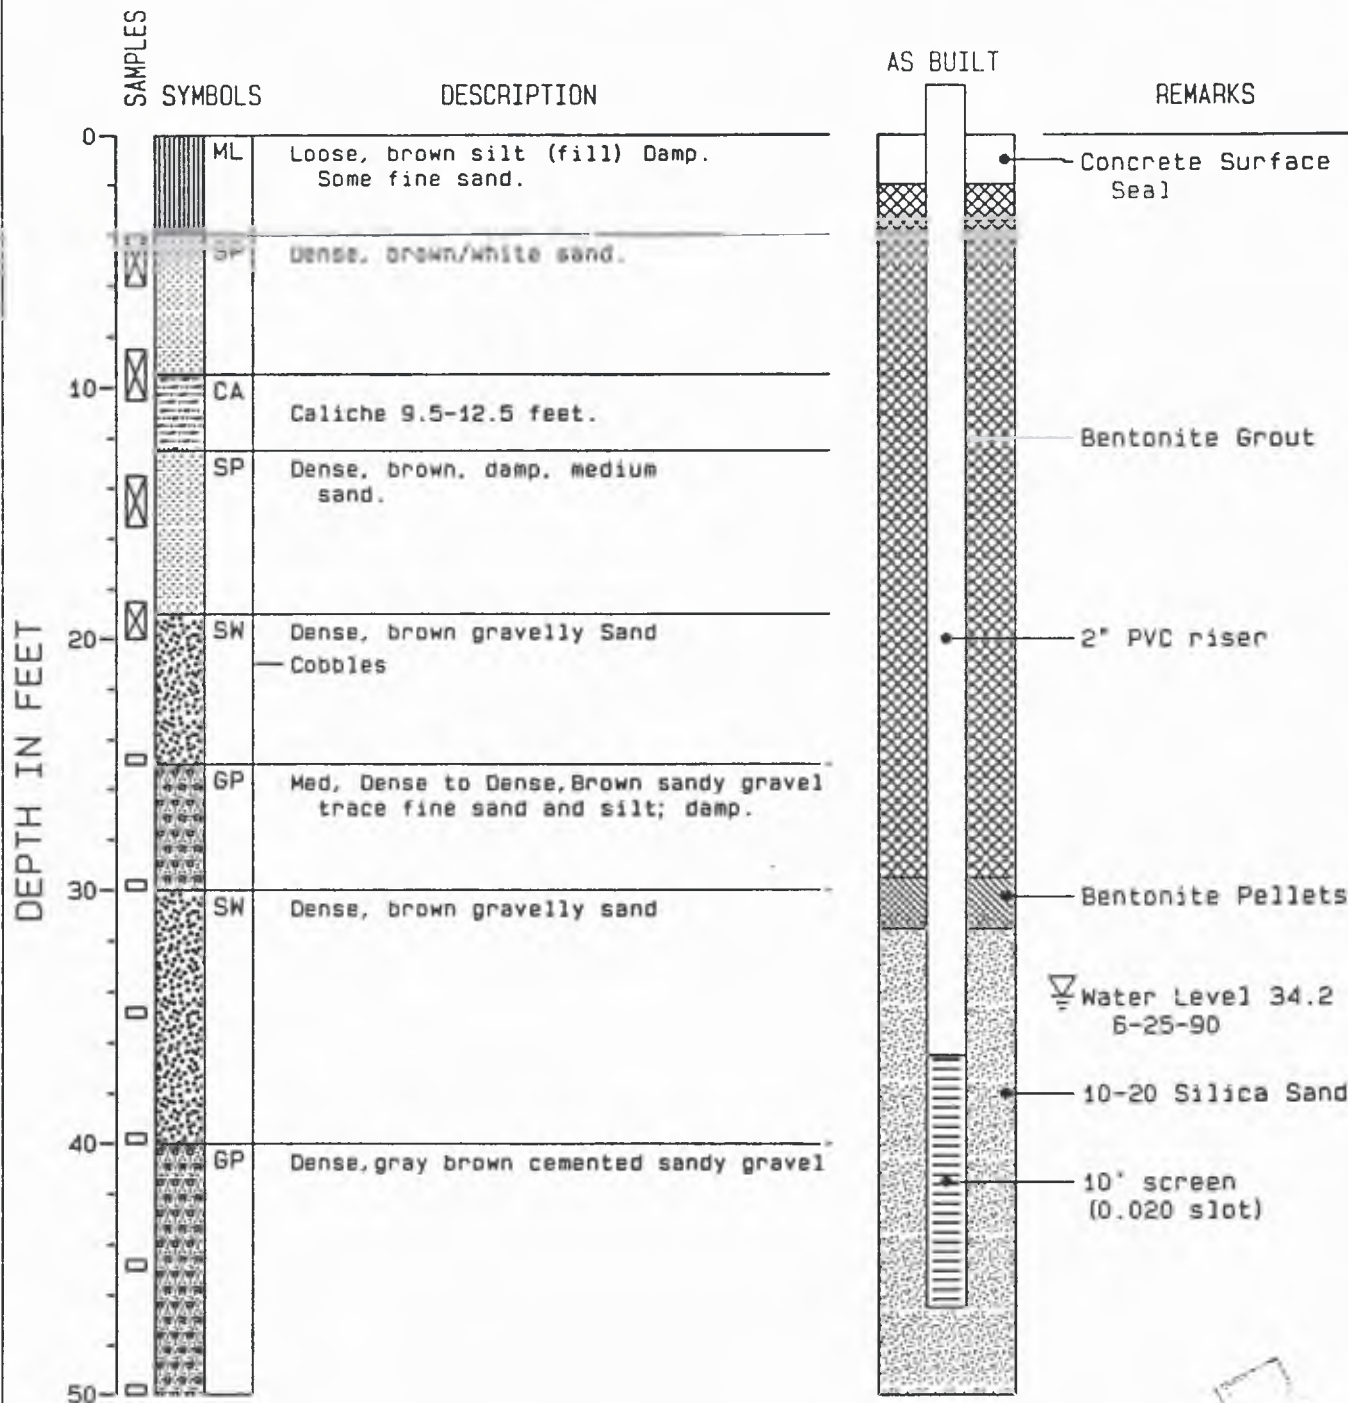 SAMPLES
SYMBOLS
DESCRIPTION
AS BUILT
REMARKS
DEPTH IN FEET
0
ML
Loose, brown silt (fill) Damp.
Some fine sand.
Concrete Surface
Seal
SP
Dense, brown/white sand.
10
CA
Caliche 9.5-12.5 feet.
Bentonite Grout
SP
Dense, brown, damp, medium
sand.
20
SW
Dense, brown gravelly Sand
Cobbles
2" PVC riser
GP
Med, Dense to Dense,Brown sandy gravel
trace fine sand and silt; damp.
30
SW
Dense, brown gravelly sand
Bentonite Pellets
Water Level 34.2
6-25-90
10-20 Silica Sand
40
GP
Dense,gray brown cemented sandy gravel
10' screen
(0.020 slot)
50